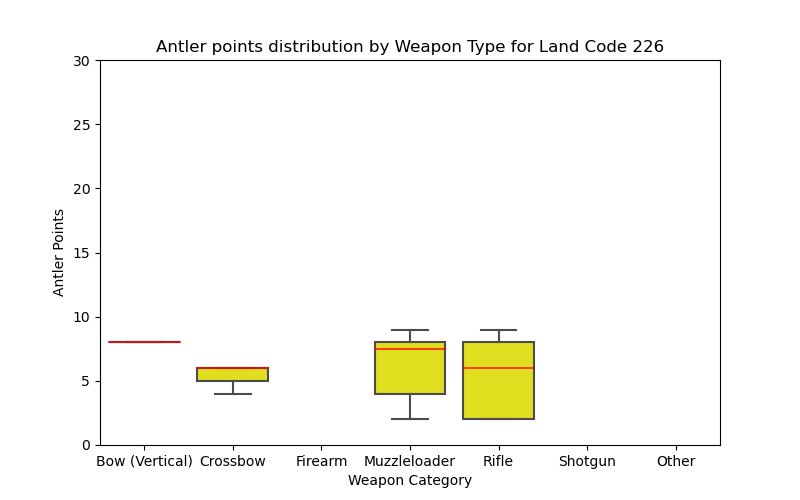 Antler points distribution by Weapon Type for Land Code 226
30
25
20
15
10
5
0
Antler Points
Bow (Vertical) Crossbow Firearm Muzzleloader Rifle Shotgun Other
Weapon Category